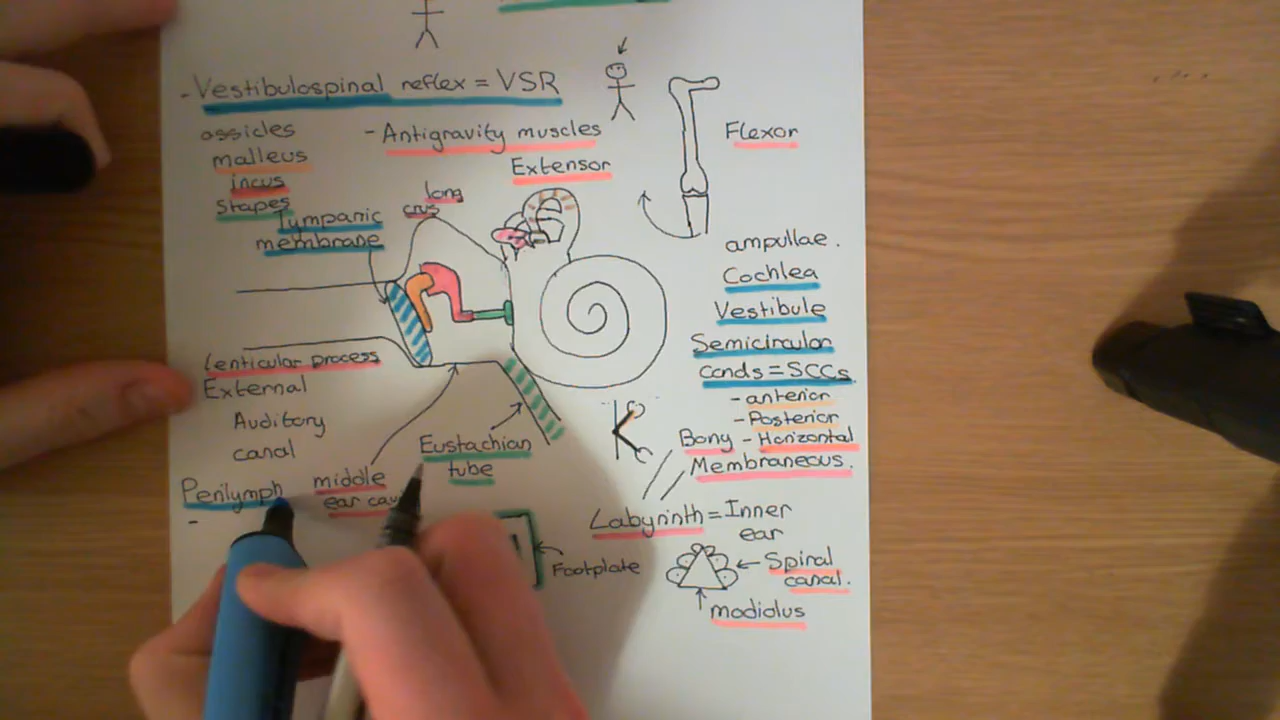 - Vestibulospinal reflex = VSR
ossicles
malleus
incus
stapes
- Antigravity muscles
Extensor
Flexor
long
crus
Tympanic
membrane
ampullae.
Cochlea
Vestibule
Semicircular
canals = SCCs
- anterior
- Posterior
- Horizontal
Bony
Membraneous.
Lenticular process
External
Auditory
canal
Eustachian
tube
Perilymph
-
middle
ear
Labyrinth = Inner
ear
Footplate
Spiral
canal.
modiolus